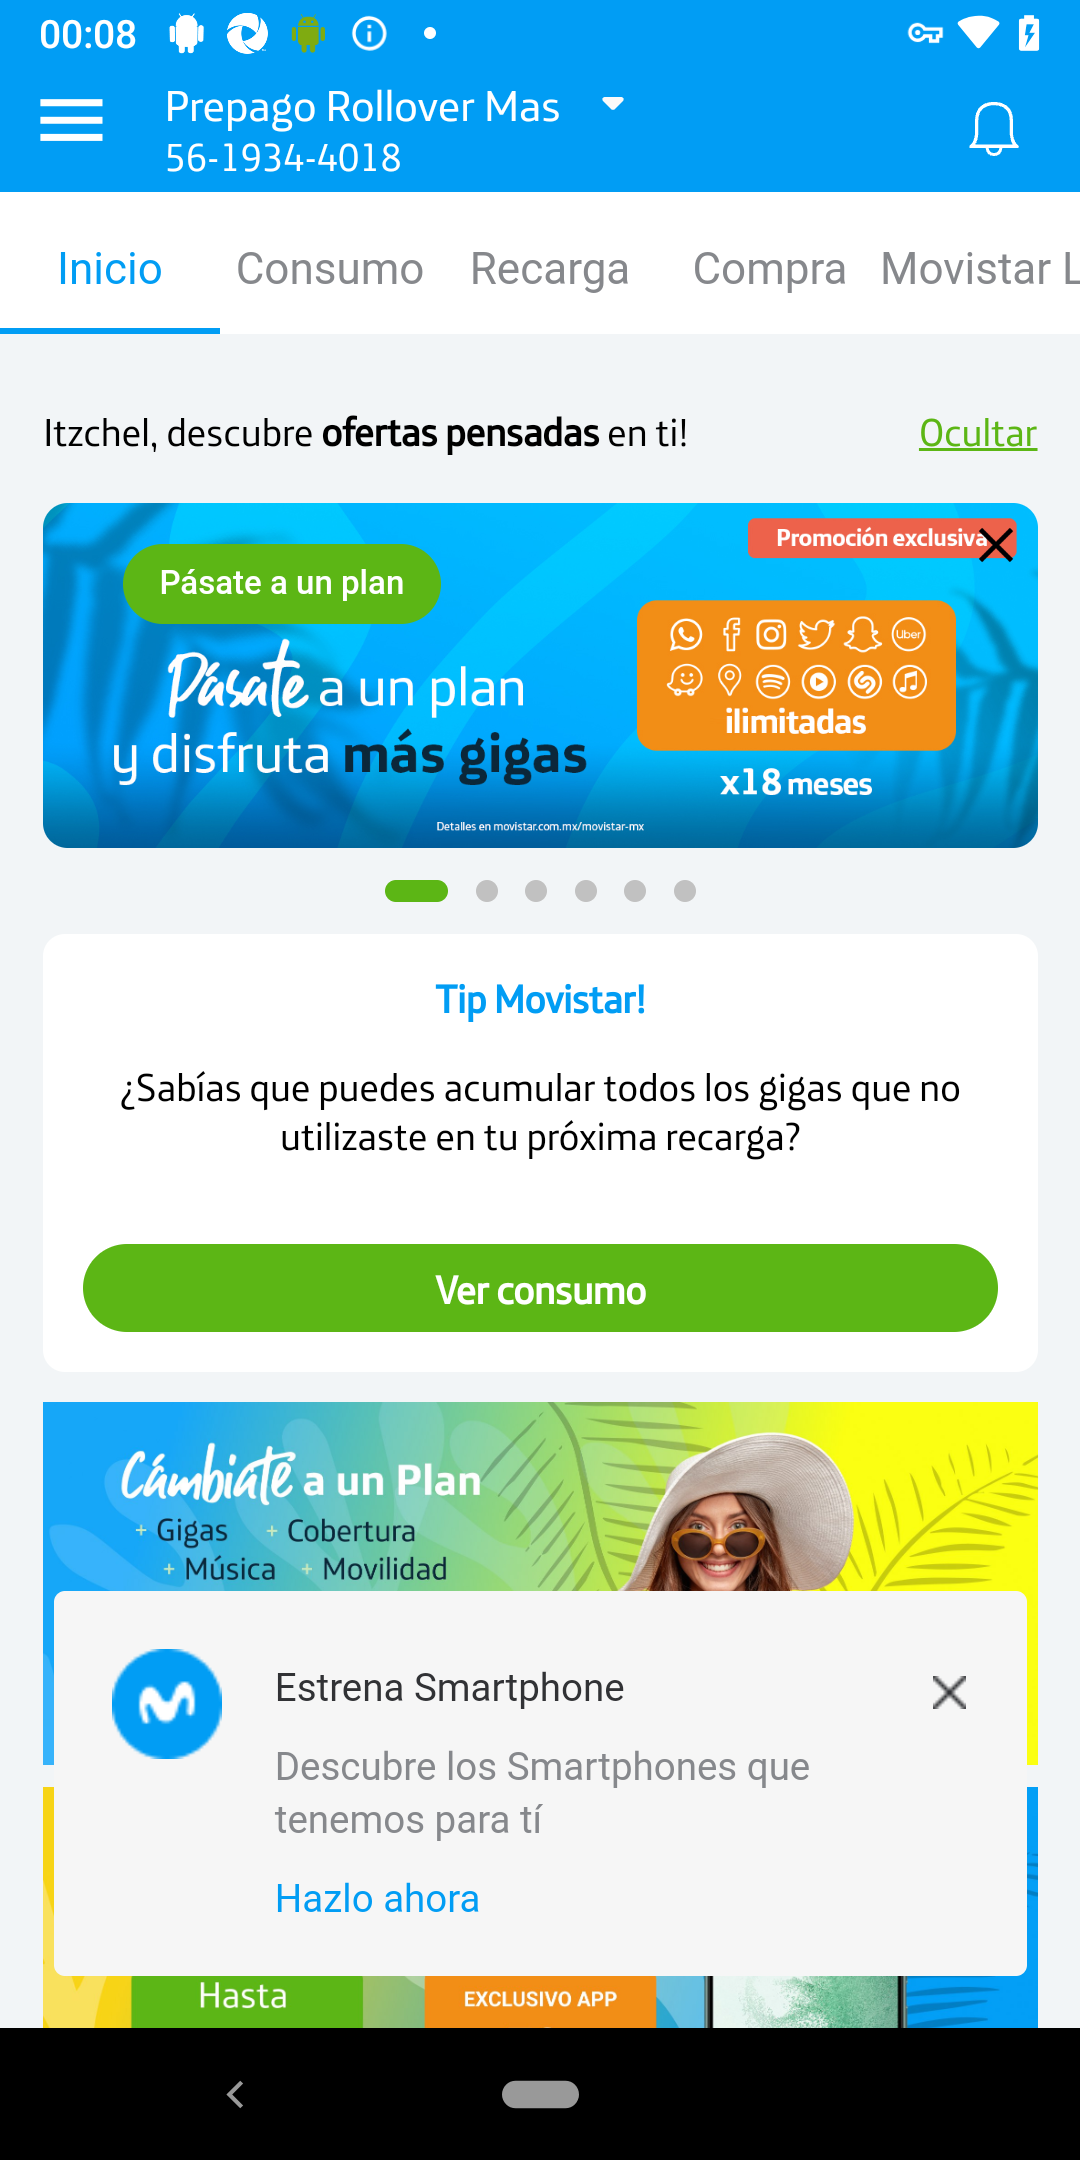 00:08
Prepago Rollover Mas
56-1934-4018
Inicio Consumo Recarga Compra Movistar L
Itzchel, descubre ofertas pensadas en ti! Ocultar
Promoción exclusiva
Pásate a un plan
Uber
Pásate a un plan
y disfruta más gigas
ilimitadas
x18 meses
Detalles en movistar.com.mx/movistar-mx
Tip Movistar!
¿Sabías que puedes acumular todos los gigas que no
utilizaste en tu próxima recarga?
Ver consumo
Cámbiate a un Plan
+ Gigas + Cobertura
+ Música + Movilidad
Estrena Smartphone
Descubre los Smartphones que
tenemos para tí
Hazlo ahora
Hasta
EXCLUSIVO APP